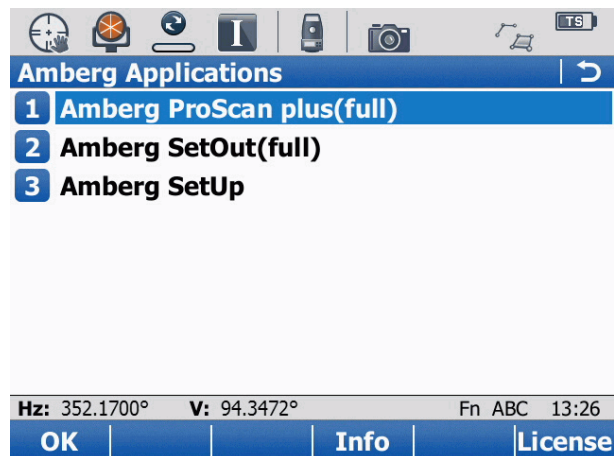 I
TS
Amberg Applications
1 Amberg ProScan plus(full)
2 Amberg SetOut(full)
3 Amberg SetUp
Hz: 352.1700° V: 94.3472° Fn ABC 13:26
OK Info License